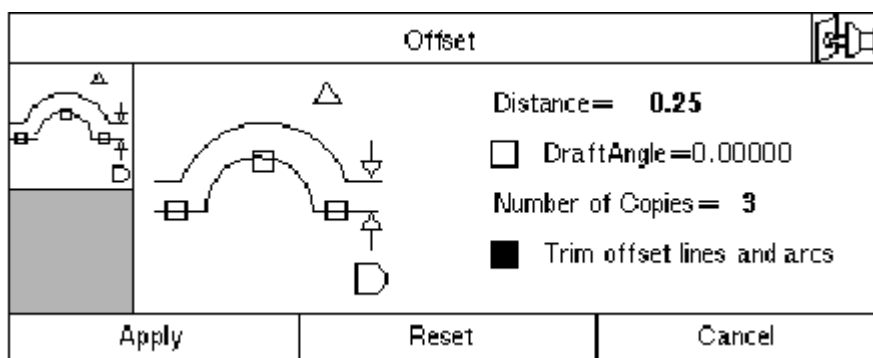 Offset
Distance= 0.25
DraftAngle=0.00000
Number of Copies= 3
Trim offset lines and arcs
D
D
Apply Reset Cancel